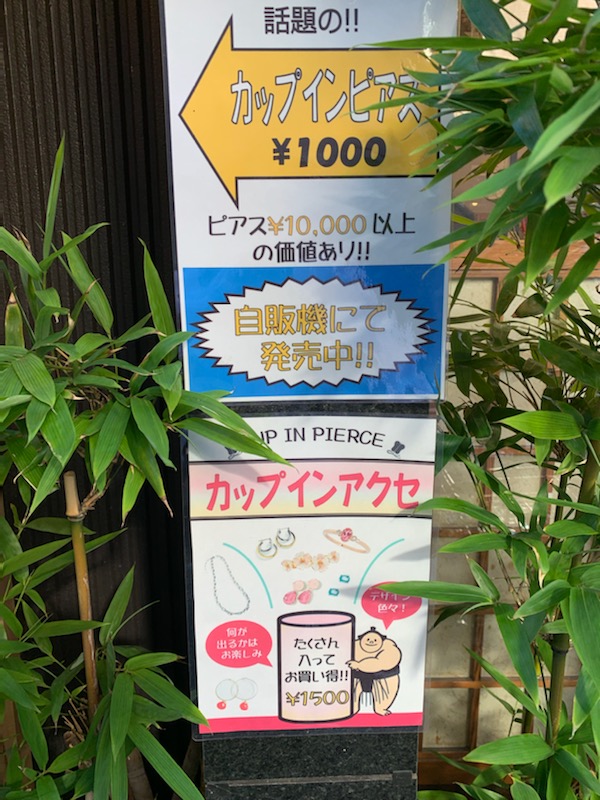 話題の!!
カップインピアス
¥1000
ピアス¥10,000以上
の価値あり!!
自販機にて
発売中!!
UP IN PIERCE
カップインアクセ
デザイン
色々!
何が
出るかは
お楽しみ
たくさん
入って
お買い得!!
¥1500